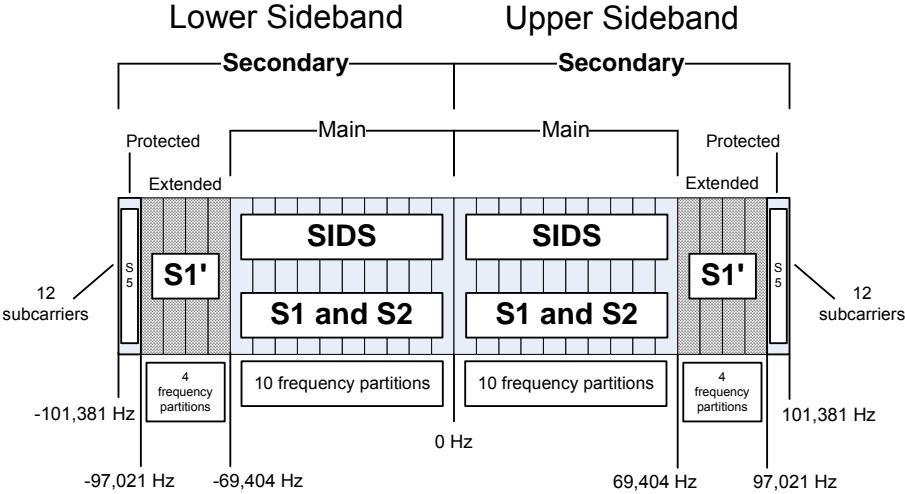 Lower Sideband Upper Sideband
Secondary Secondary
Main Main
Protected Protected
Extended Extended
SIDS SIDS
S5 S1' S1' S5
12 subcarriers 12 subcarriers
S1 and S2 S1 and S2
4 frequency partitions 10 frequency partitions 10 frequency partitions 4 frequency partitions
-101,381 Hz 101,381 Hz
0 Hz
-97,021 Hz -69,404 Hz 69,404 Hz 97,021 Hz